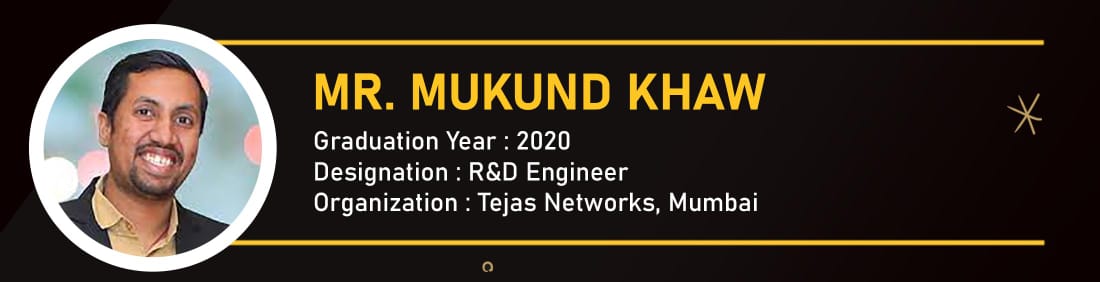 MR. MUKUND KHAW
Graduation Year : 2020
Designation : R&D Engineer
Organization : Tejas Networks, Mumbai